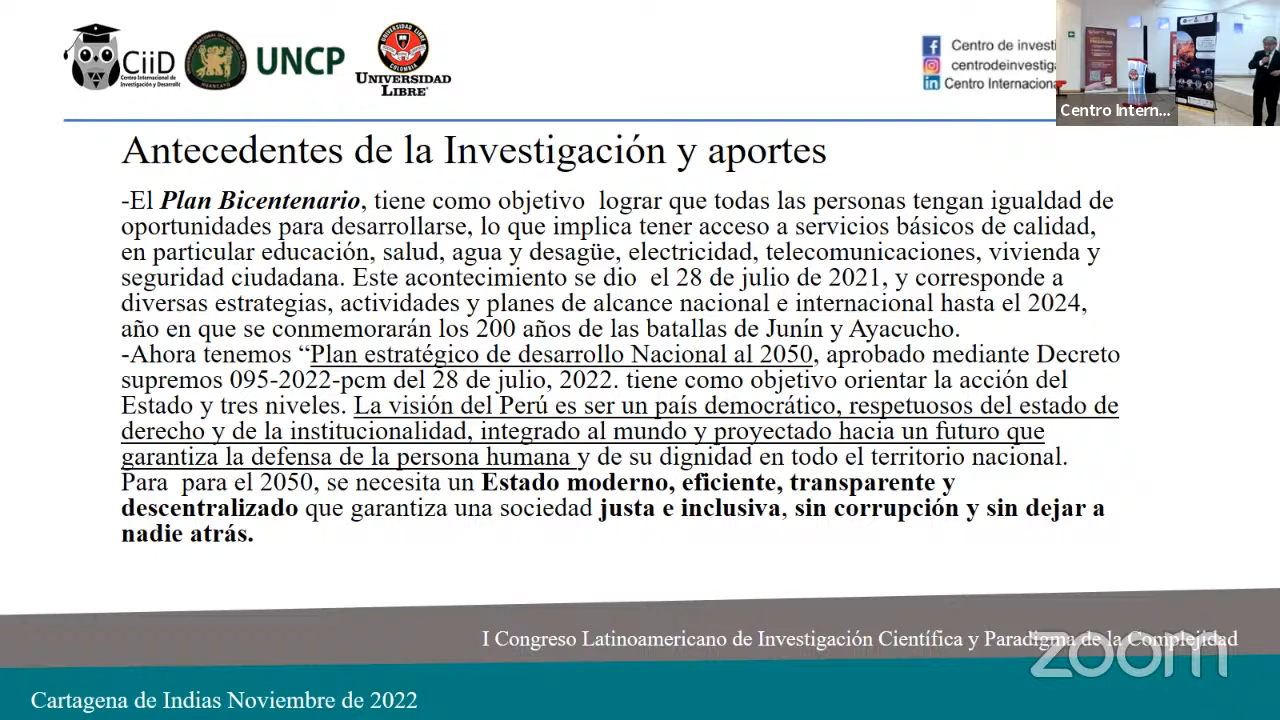 CiiD
Centro Internacional de
Investigación y Desarrollo
UNCP
UNIVERSIDAD LIBRE
COLOMBIA
UNIVERSIDAD
LIBRE
Centro de investi
centrodeinvestiga
Centro Internaciona
Centro Intern...
Antecedentes de la Investigación y aportes
-El Plan Bicentenario, tiene como objetivo lograr que todas las personas tengan igualdad de
oportunidades para desarrollarse, lo que implica tener acceso a servicios básicos de calidad,
en particular educación, salud, agua y desagüe, electricidad, telecomunicaciones, vivienda y
seguridad ciudadana. Este acontecimiento se dio el 28 de julio de 2021, y corresponde a
diversas estrategias, actividades y planes de alcance nacional e internacional hasta el 2024,
año en que se conmemorarán los 200 años de las batallas de Junín y Ayacucho.
-Ahora tenemos “Plan estratégico de desarrollo Nacional al 2050, aprobado mediante Decreto
supremos 095-2022-pcm del 28 de julio, 2022. tiene como objetivo orientar la acción del
Estado y tres niveles. La visión del Perú es ser un país democrático, respetuosos del estado de
derecho y de la institucionalidad, integrado al mundo y proyectado hacia un futuro que
garantiza la defensa de la persona humana y de su dignidad en todo el territorio nacional.
Para para el 2050, se necesita un Estado moderno, eficiente, transparente y
descentralizado que garantiza una sociedad justa e inclusiva, sin corrupción y sin dejar a
nadie atrás.
I Congreso Latinoamericano de Investigación Científica y Paradigma de la Complejidad
zoom
Cartagena de Indias Noviembre de 2022